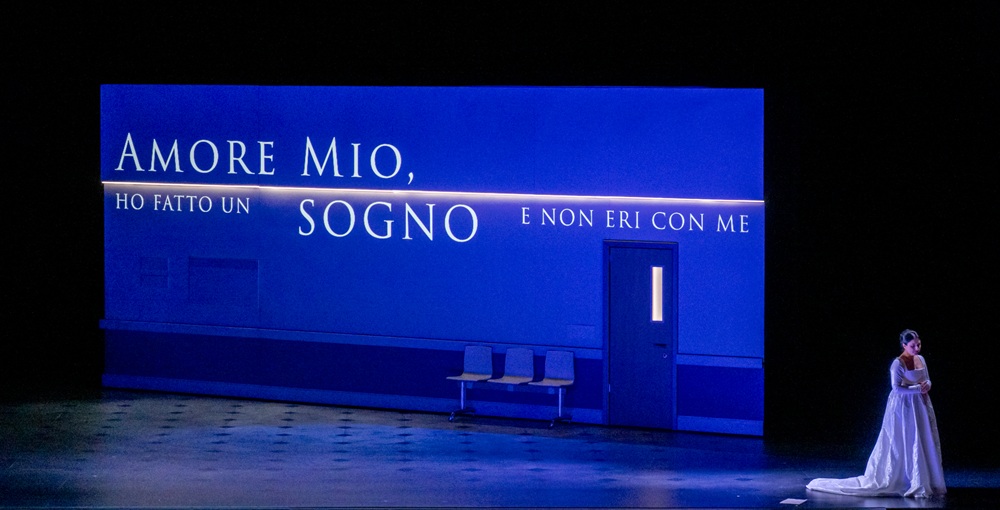 Amore Mio,
HO FATTO UN SOGNO E NON ERI CON ME